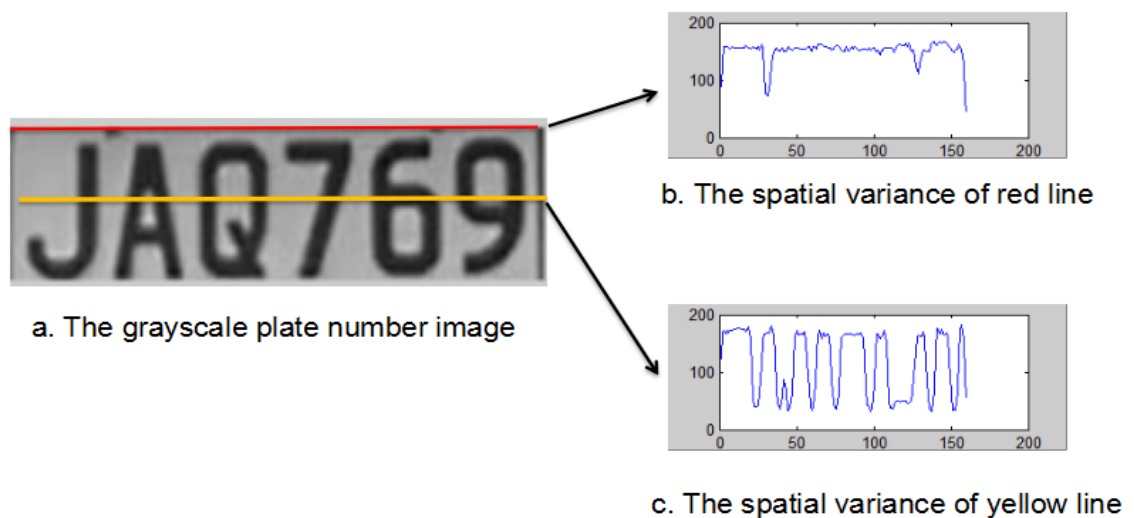 200
100
0
0 50 100 150 200
b. The spatial variance of red line
JAQ769
a. The grayscale plate number image
200
100
0
0 50 100 150 200
c. The spatial variance of yellow line